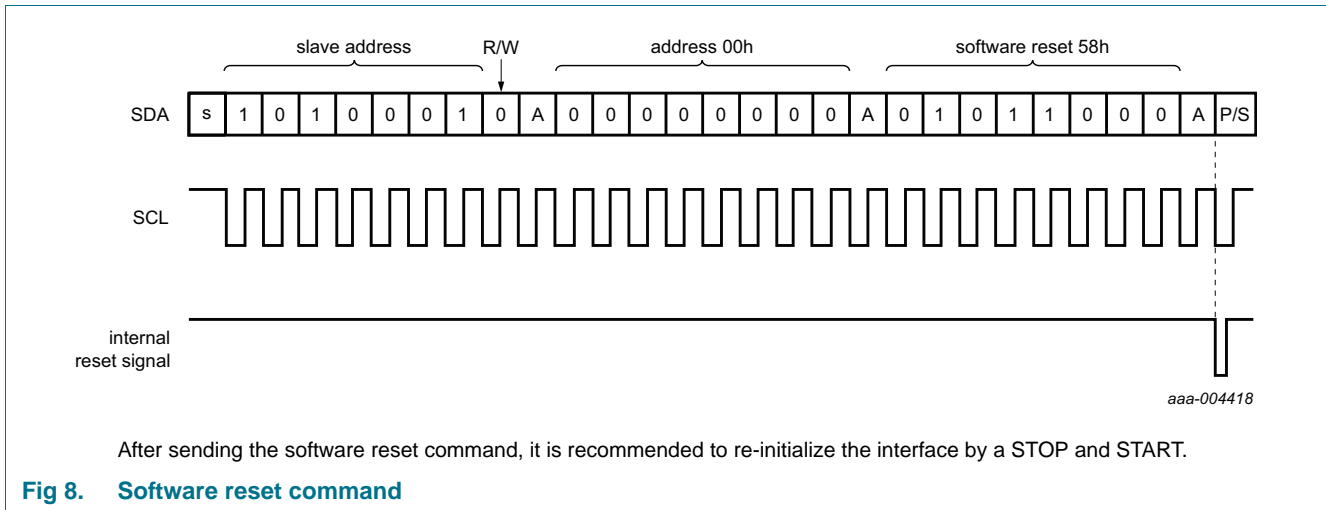 slave address R/W address 00h software reset 58h
SDA s 1 0 1 0 0 0 1 0 A 0 0 0 0 0 0 0 0 A 0 1 0 1 1 0 0 0 A P/S
SCL
internal
reset signal
aaa-004418
After sending the software reset command, it is recommended to re-initialize the interface by a STOP and START.
Fig 8. Software reset command